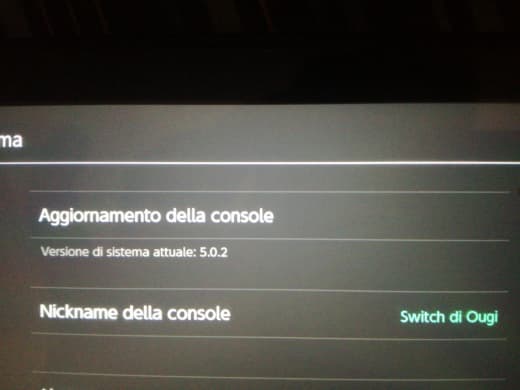 ma
Aggiornamento della console
Versione di sistema attuale: 5.0.2
Nickname della console
Switch di Ougi